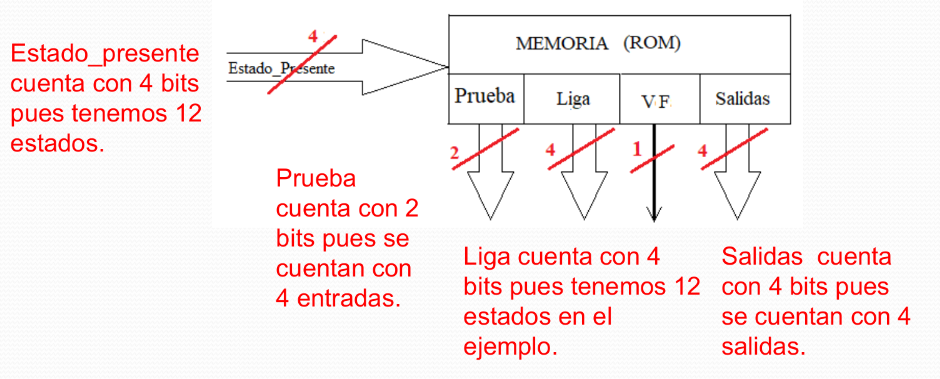 4
Estado_presente
cuenta con 4 bits
pues tenemos 12
estados.
Estado_Presente
MEMORIA (ROM)
Prueba
Liga
V.F.
Salidas
2
4
1
4
Prueba
cuenta con 2
bits pues se
cuentan con
4 entradas.
Liga cuenta con 4
bits pues tenemos 12
estados en el
ejemplo.
Salidas cuenta
con 4 bits pues
se cuentan con 4
salidas.